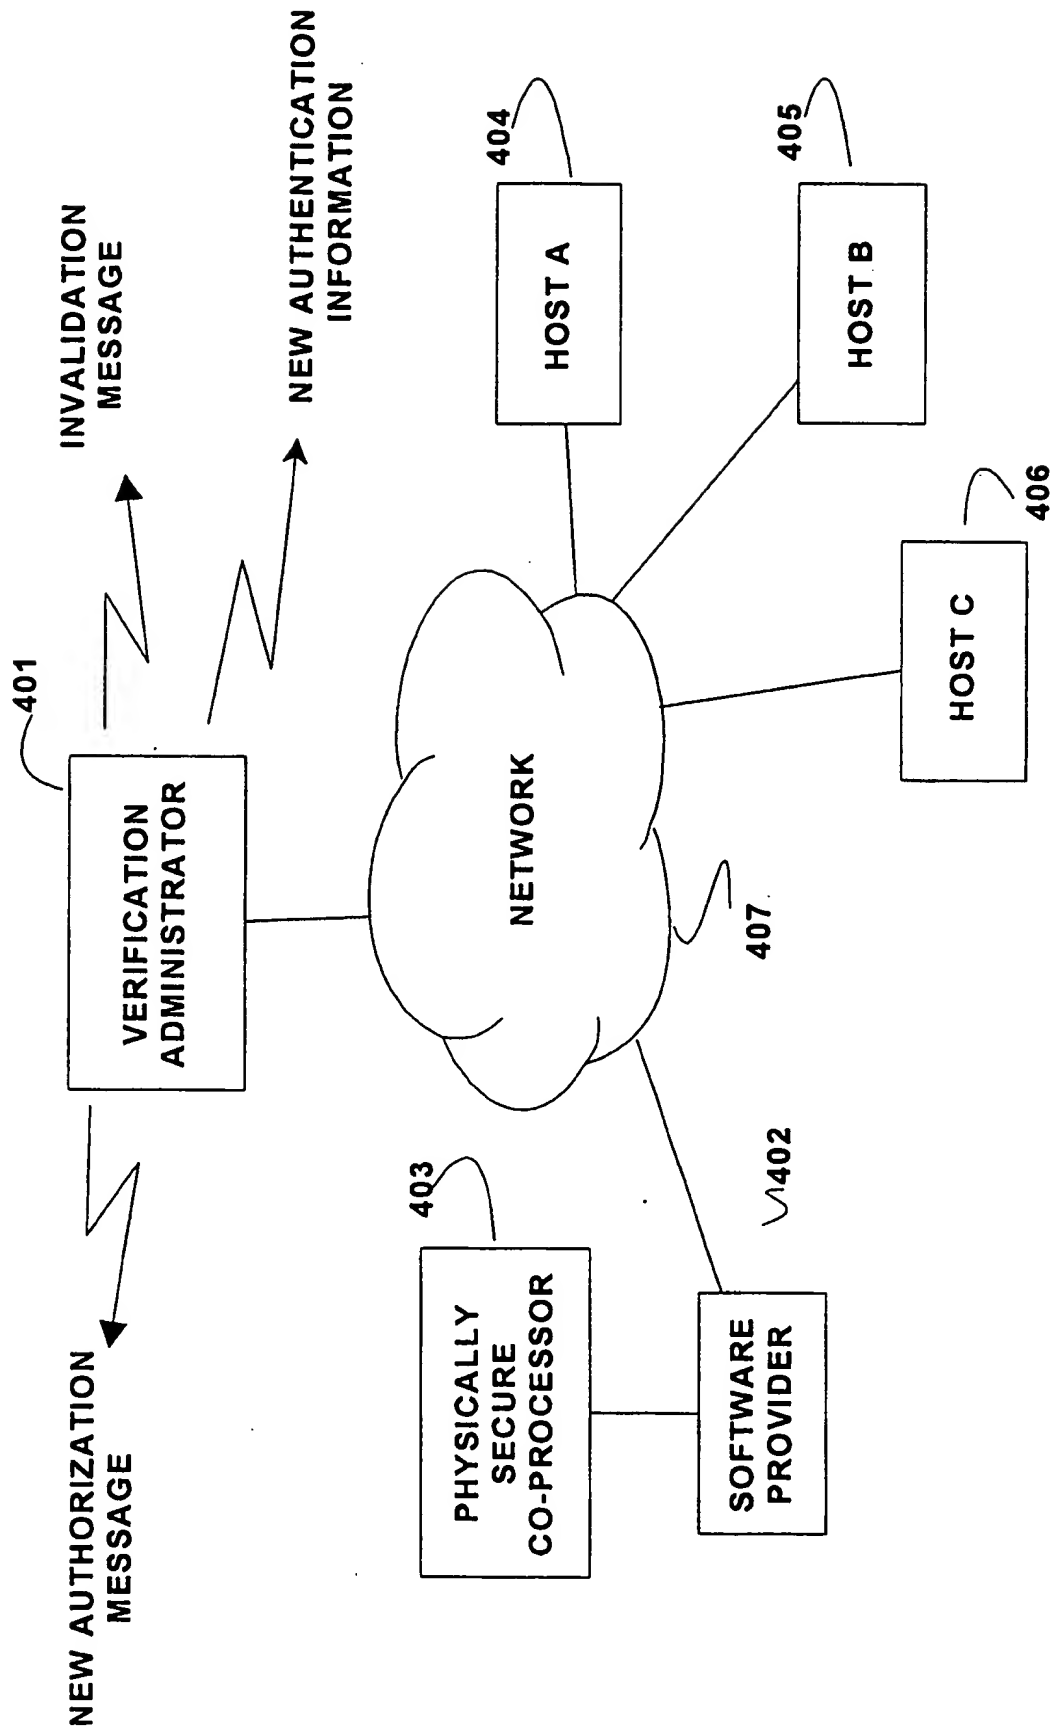 NEW AUTHORIZATION
MESSAGE
401
INVALIDATION
MESSAGE
VERIFICATION
ADMINISTRATOR
NEW AUTHENTICATION
INFORMATION
403
PHYSICALLY
SECURE
CO-PROCESSOR
NETWORK
404
HOST A
402
SOFTWARE
PROVIDER
407
405
HOST B
406
HOST C